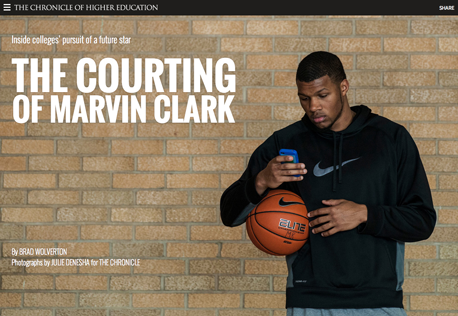 THE CHRONICLE OF HIGHER EDUCATION
SHARE
Inside colleges' pursuit of a future star
THE COURTING
OF MARVIN CLARK
ELITE
By BRAD WOLVERTON
Photographs by JULIE DENESHA for THE CHRONICLE